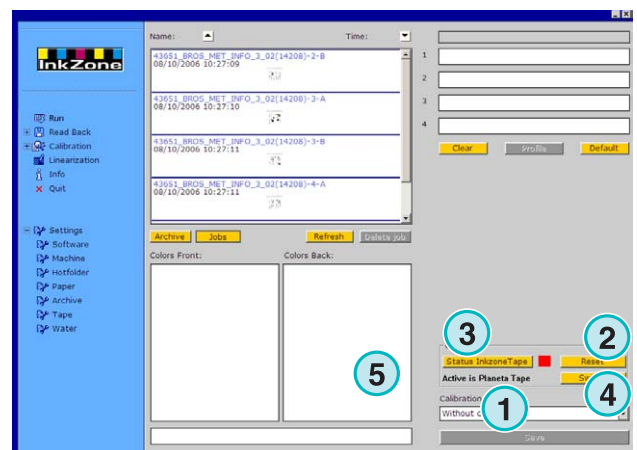 InkZone
Run
Read Back
Calibration
Linearization
Info
Quit
Settings
Software
Machine
Hotfolder
Paper
Archive
Tape
Water
Name:
Time:
43651_BROS_MET_INFO_3_02(14208)-2-B
08/10/2006 10:27:09
43651_BROS_MET_INFO_3_02(14208)-3-A
08/10/2006 10:27:10
43651_BROS_MET_INFO_3_02(14208)-3-B
08/10/2006 10:27:11
43651_BROS_MET_INFO_3_02(14208)-4-A
08/10/2006 10:27:11
Archive
Jobs
Refresh
Delete job
Colors Front:
Colors Back:
5
1
2
3
4
Clear
Profile
Default
3
2
Status InkzoneTape
Reset
Active is Planeta Tape
4
Calibration
1
Without
Save